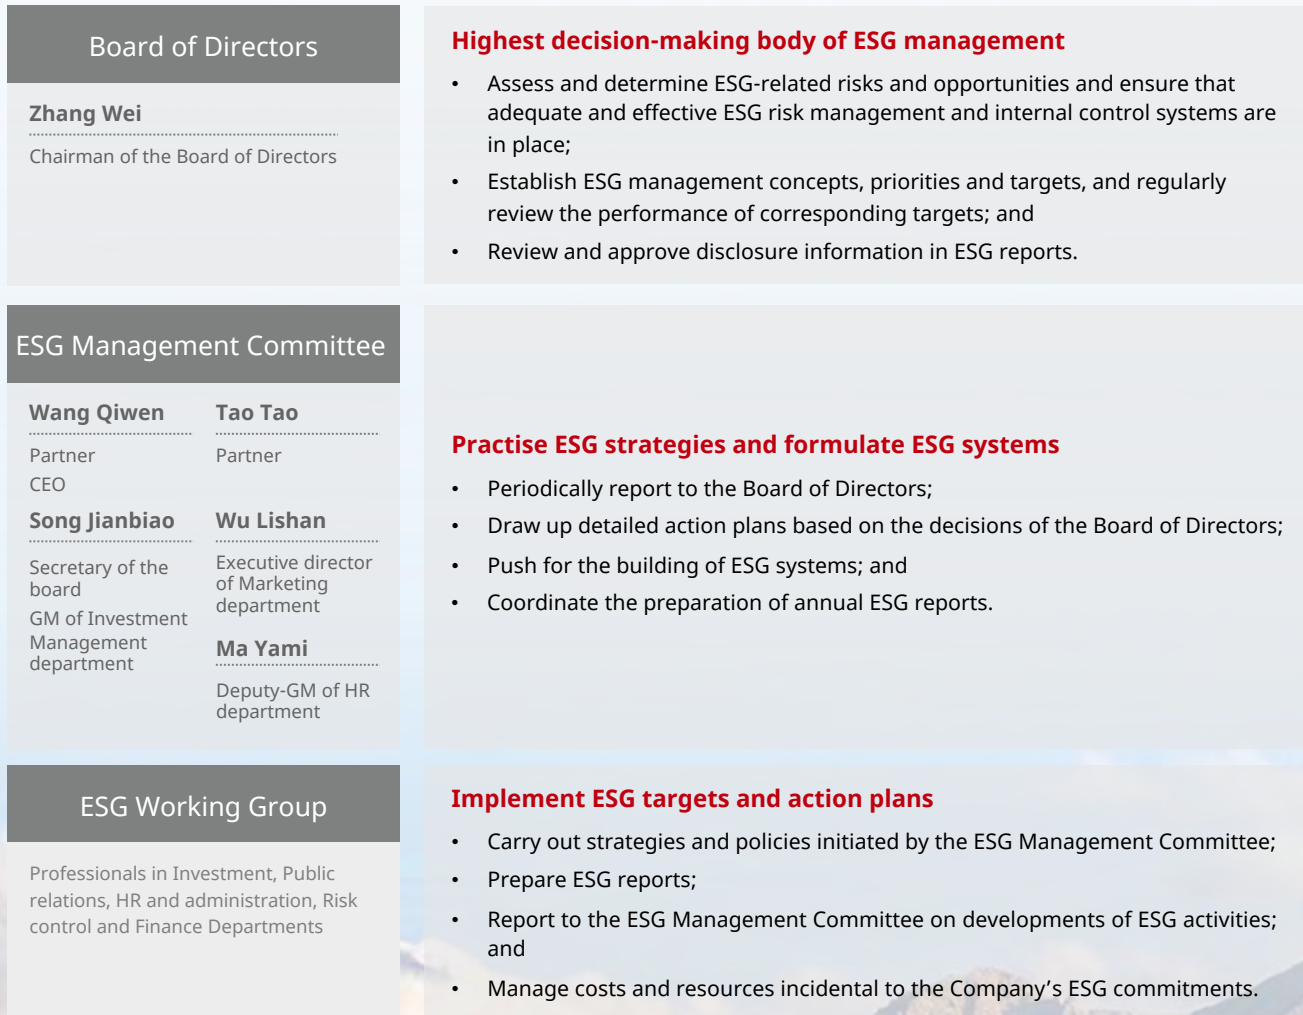 Board of Directors
Zhang Wei
Chairman of the Board of Directors
Highest decision-making body of ESG management
• Assess and determine ESG-related risks and opportunities and ensure that
adequate and effective ESG risk management and internal control systems are
in place;
• Establish ESG management concepts, priorities and targets, and regularly
review the performance of corresponding targets; and
• Review and approve disclosure information in ESG reports.
ESG Management Committee
Wang Qiwen
Partner
CEO
Tao Tao
Partner
Song Jianbiao
Secretary of the
board
GM of Investment
Management
department
Wu Lishan
Executive director
of Marketing
department
Ma Yami
Deputy-GM of HR
department
Practise ESG strategies and formulate ESG systems
• Periodically report to the Board of Directors;
• Draw up detailed action plans based on the decisions of the Board of Directors;
• Push for the building of ESG systems; and
• Coordinate the preparation of annual ESG reports.
ESG Working Group
Professionals in Investment, Public
relations, HR and administration, Risk
control and Finance Departments
Implement ESG targets and action plans
• Carry out strategies and policies initiated by the ESG Management Committee;
• Prepare ESG reports;
• Report to the ESG Management Committee on developments of ESG activities;
and
• Manage costs and resources incidental to the Company’s ESG commitments.